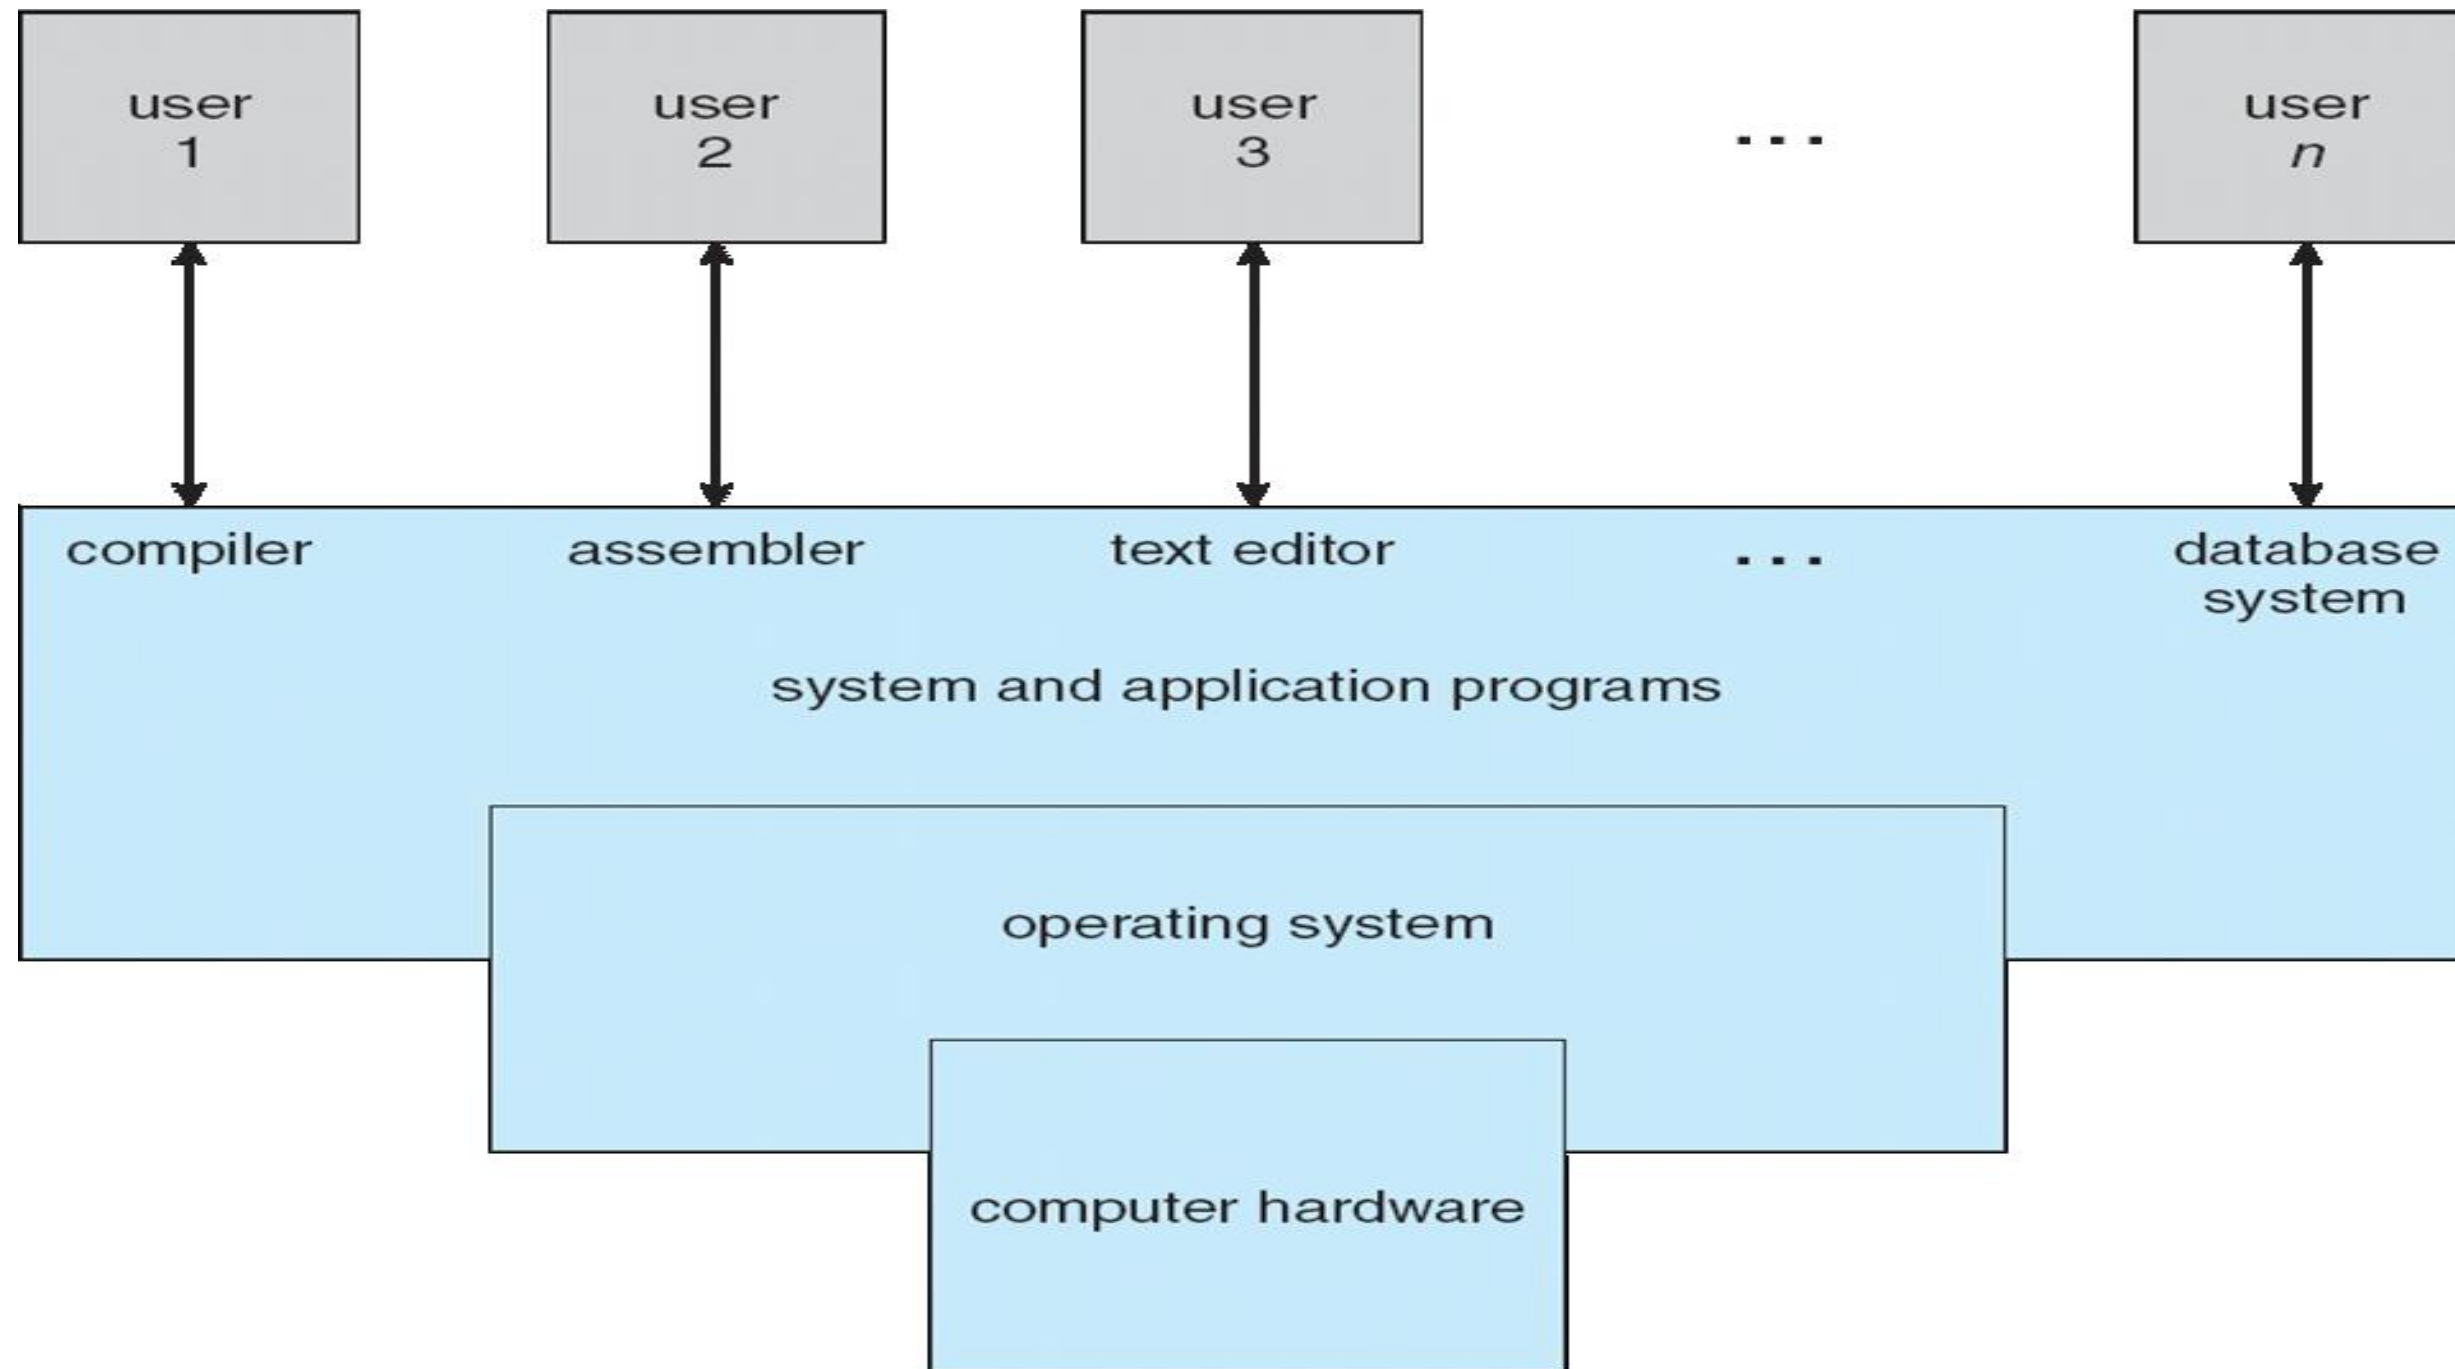 user
1
user
2
user
3
...
user
n
compiler
assembler
text editor
...
database
system
system and application programs
operating system
computer hardware